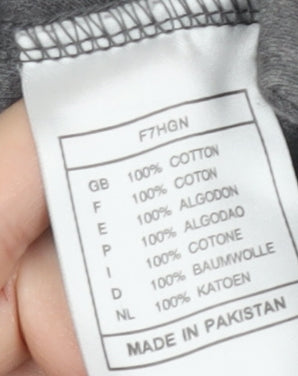 F7HGN
GB 100% COTTON
F 100% COTON
E 100% ALGODON
P 100% ALGODAO
I 100% COTONE
D 100% BAUMWOLLE
NL 100% KATOEN
MADE IN PAKISTAN